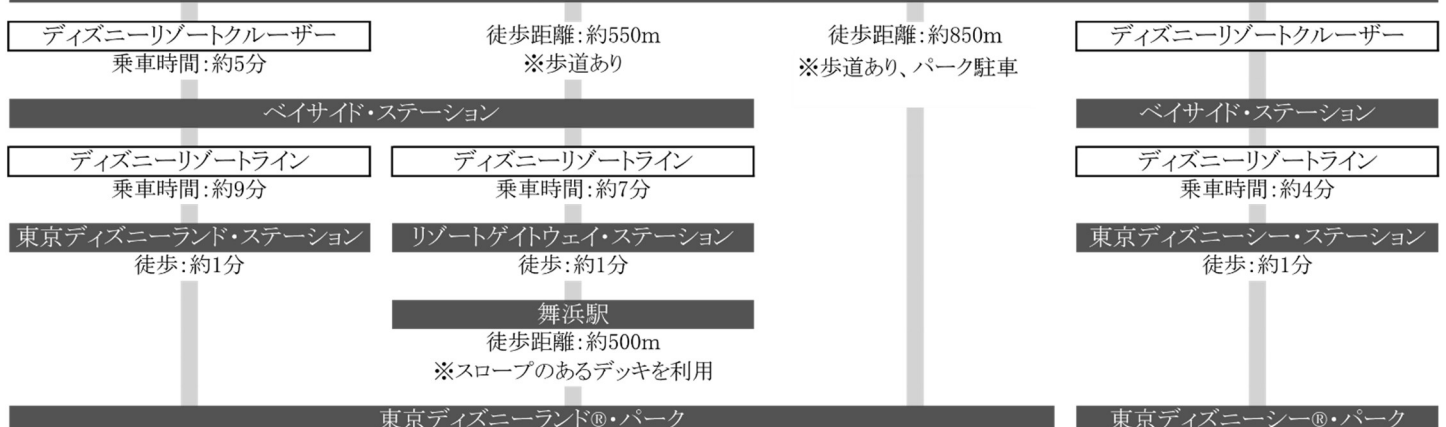 ディズニーリゾートクルーザー
乗車時間:約5分
徒歩距離:約550m
※歩道あり
徒歩距離:約850m
※歩道あり、パーク駐車
ディズニーリゾートクルーザー
ベイサイド・ステーション
ベイサイド・ステーション
ディズニーリゾートライン
乗車時間:約9分
ディズニーリゾートライン
乗車時間:約7分
ディズニーリゾートライン
乗車時間:約4分
東京ディズニーランド・ステーション
徒歩:約1分
リゾートゲイトウェイ・ステーション
徒歩:約1分
東京ディズニーシー・ステーション
徒歩:約1分
舞浜駅
徒歩距離:約500m
※スロープのあるデッキを利用
東京ディズニーランド®・パーク
東京ディズニーシー®・パーク